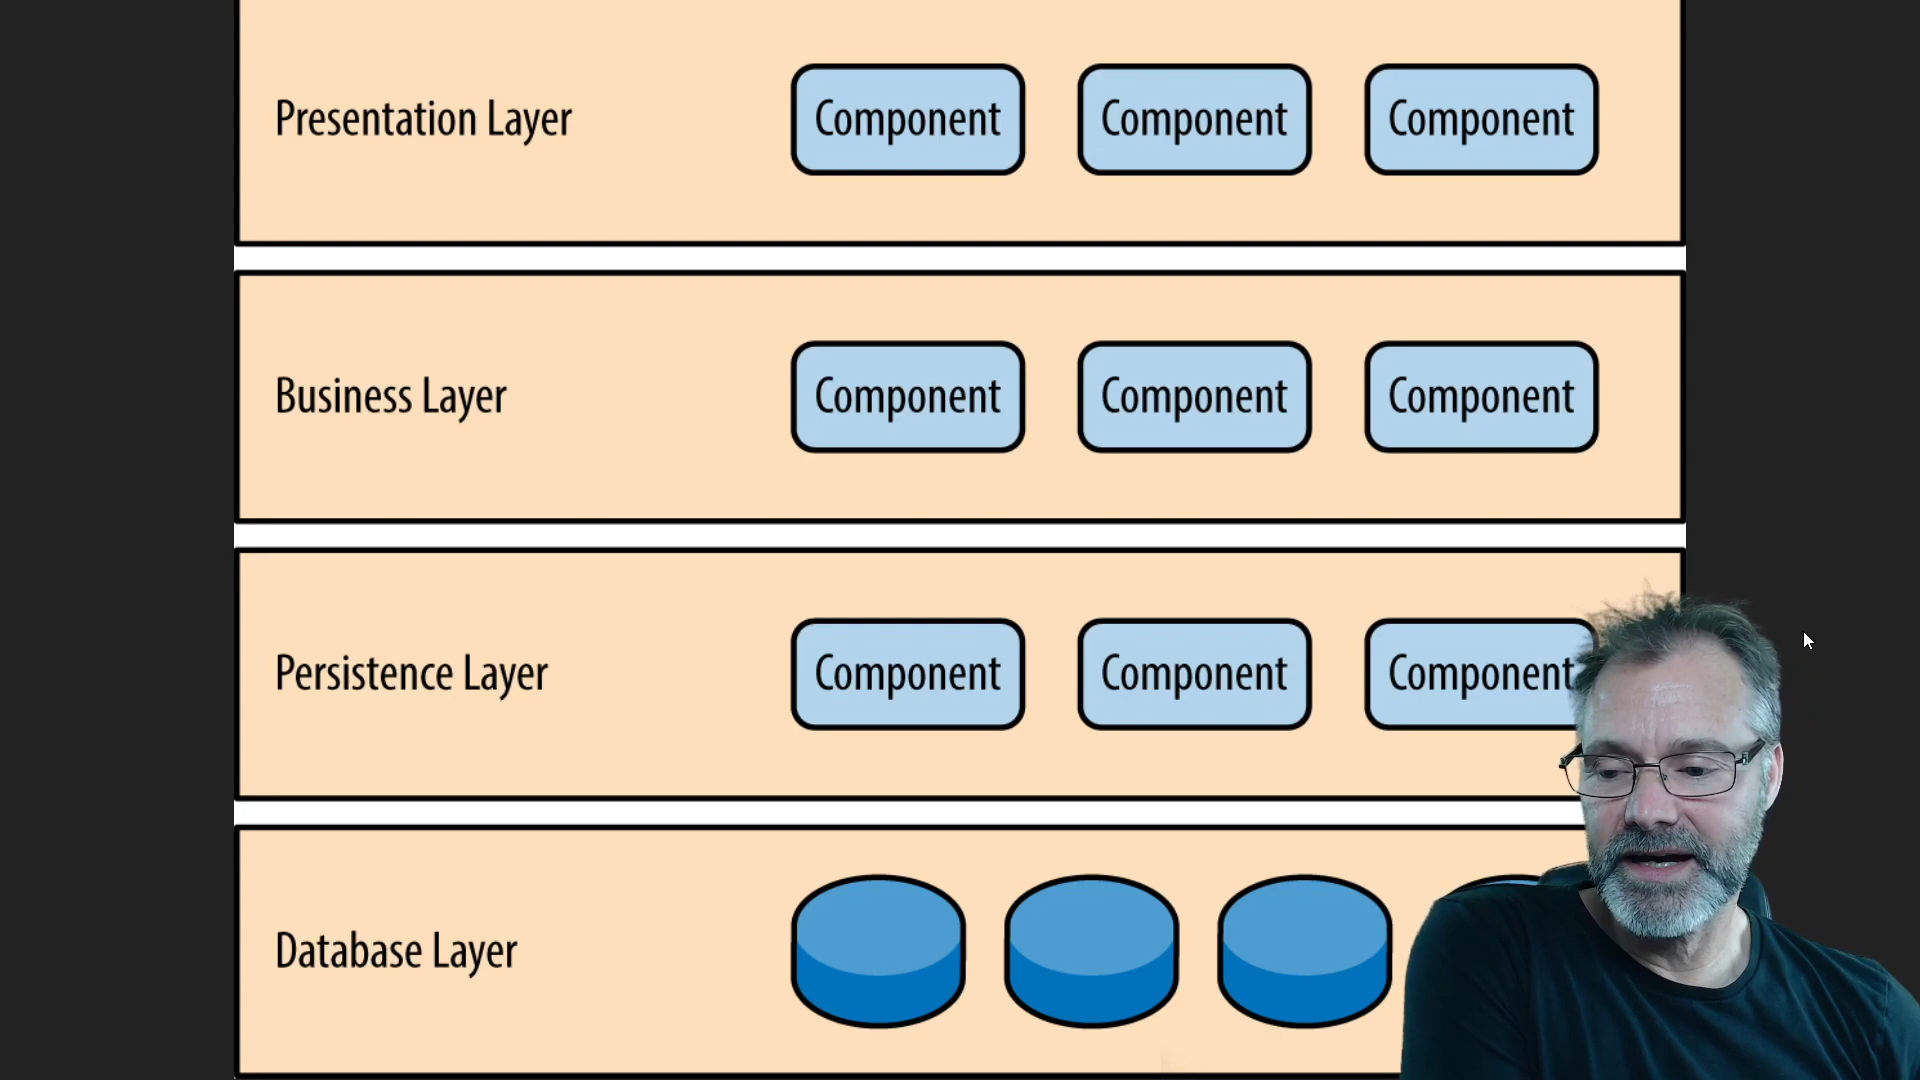 Presentation Layer
Component Component Component
Business Layer
Component Component Component
Persistence Layer
Component Component Component
Database Layer